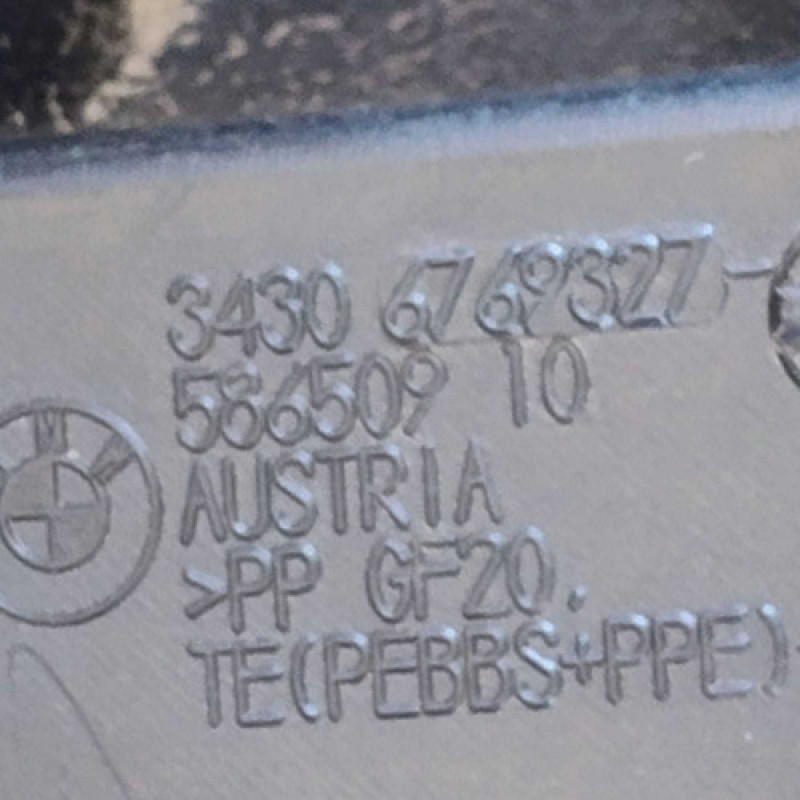 3430 6769327-
586509 10
AUSTRIA
>PP GF20,
TE(PEBBS+PPE)
M W